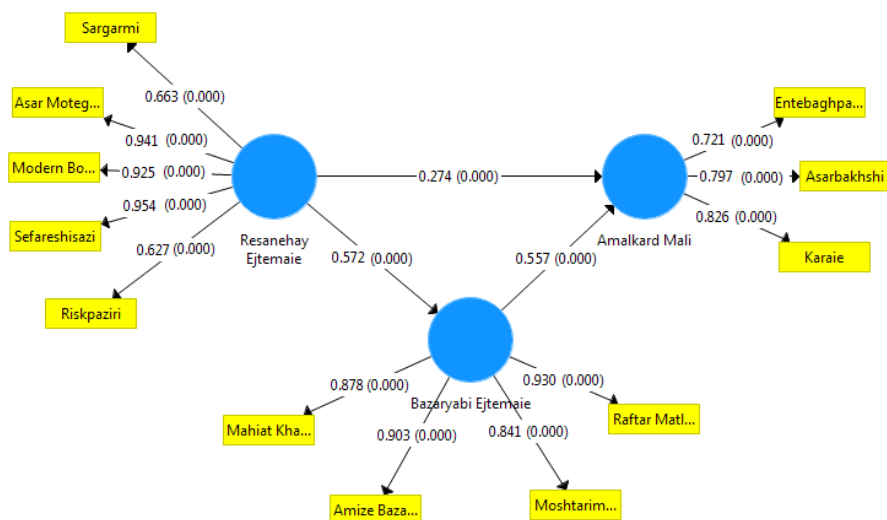 Sargarmi
0.663 (0.000)
Asar Moteg...
0.941 (0.000)
Modern Bo...
0.925 (0.000)
0.954 (0.000)
Sefareshisazi
0.627 (0.000)
Riskpaziri
Resanehay
Ejtemaie
0.274 (0.000)
0.572 (0.000)
0.557 (0.000)
Amalkard Mali
Entebaghpa...
0.721 (0.000)
0.797 (0.000)
Asarbakhshi
0.826 (0.000)
Karaie
Bazaryabi Ejtemaie
0.878 (0.000)
Mahiat Kha...
0.903 (0.000)
Amize Baza...
0.841 (0.000)
Moshtarim...
0.930 (0.000)
Raftar Matl...